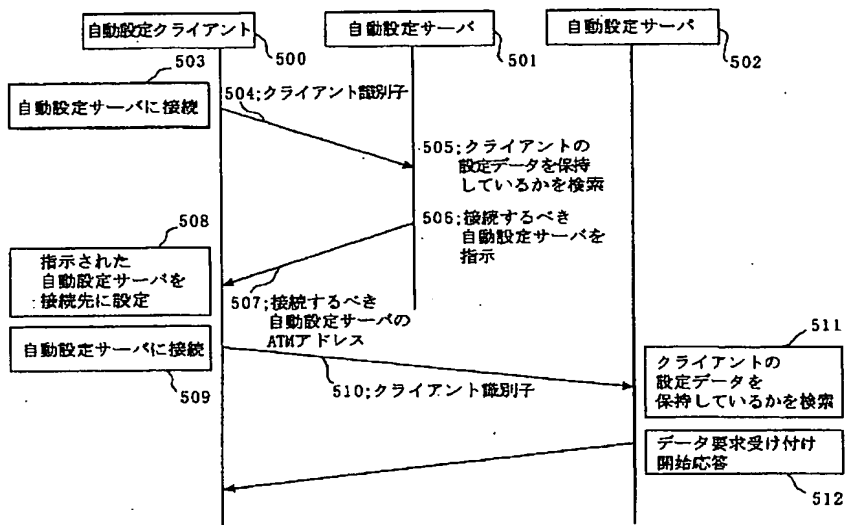 自動設定クライアント
500
自動設定サーバ
501
自動設定サーバ
502
503
自動設定サーバに接続
504;クライアント識別子
505;クライアントの
設定データを保持
しているかを検索
506;接続するべき
自動設定サーバを
指示
508
指示された
自動設定サーバを
接続先に設定
507;接続するべき
自動設定サーバの
ATMアドレス
自動設定サーバに接続
509
510;クライアント識別子
511
クライアントの
設定データを
保持しているかを検索
データ要求受け付け
開始応答
512